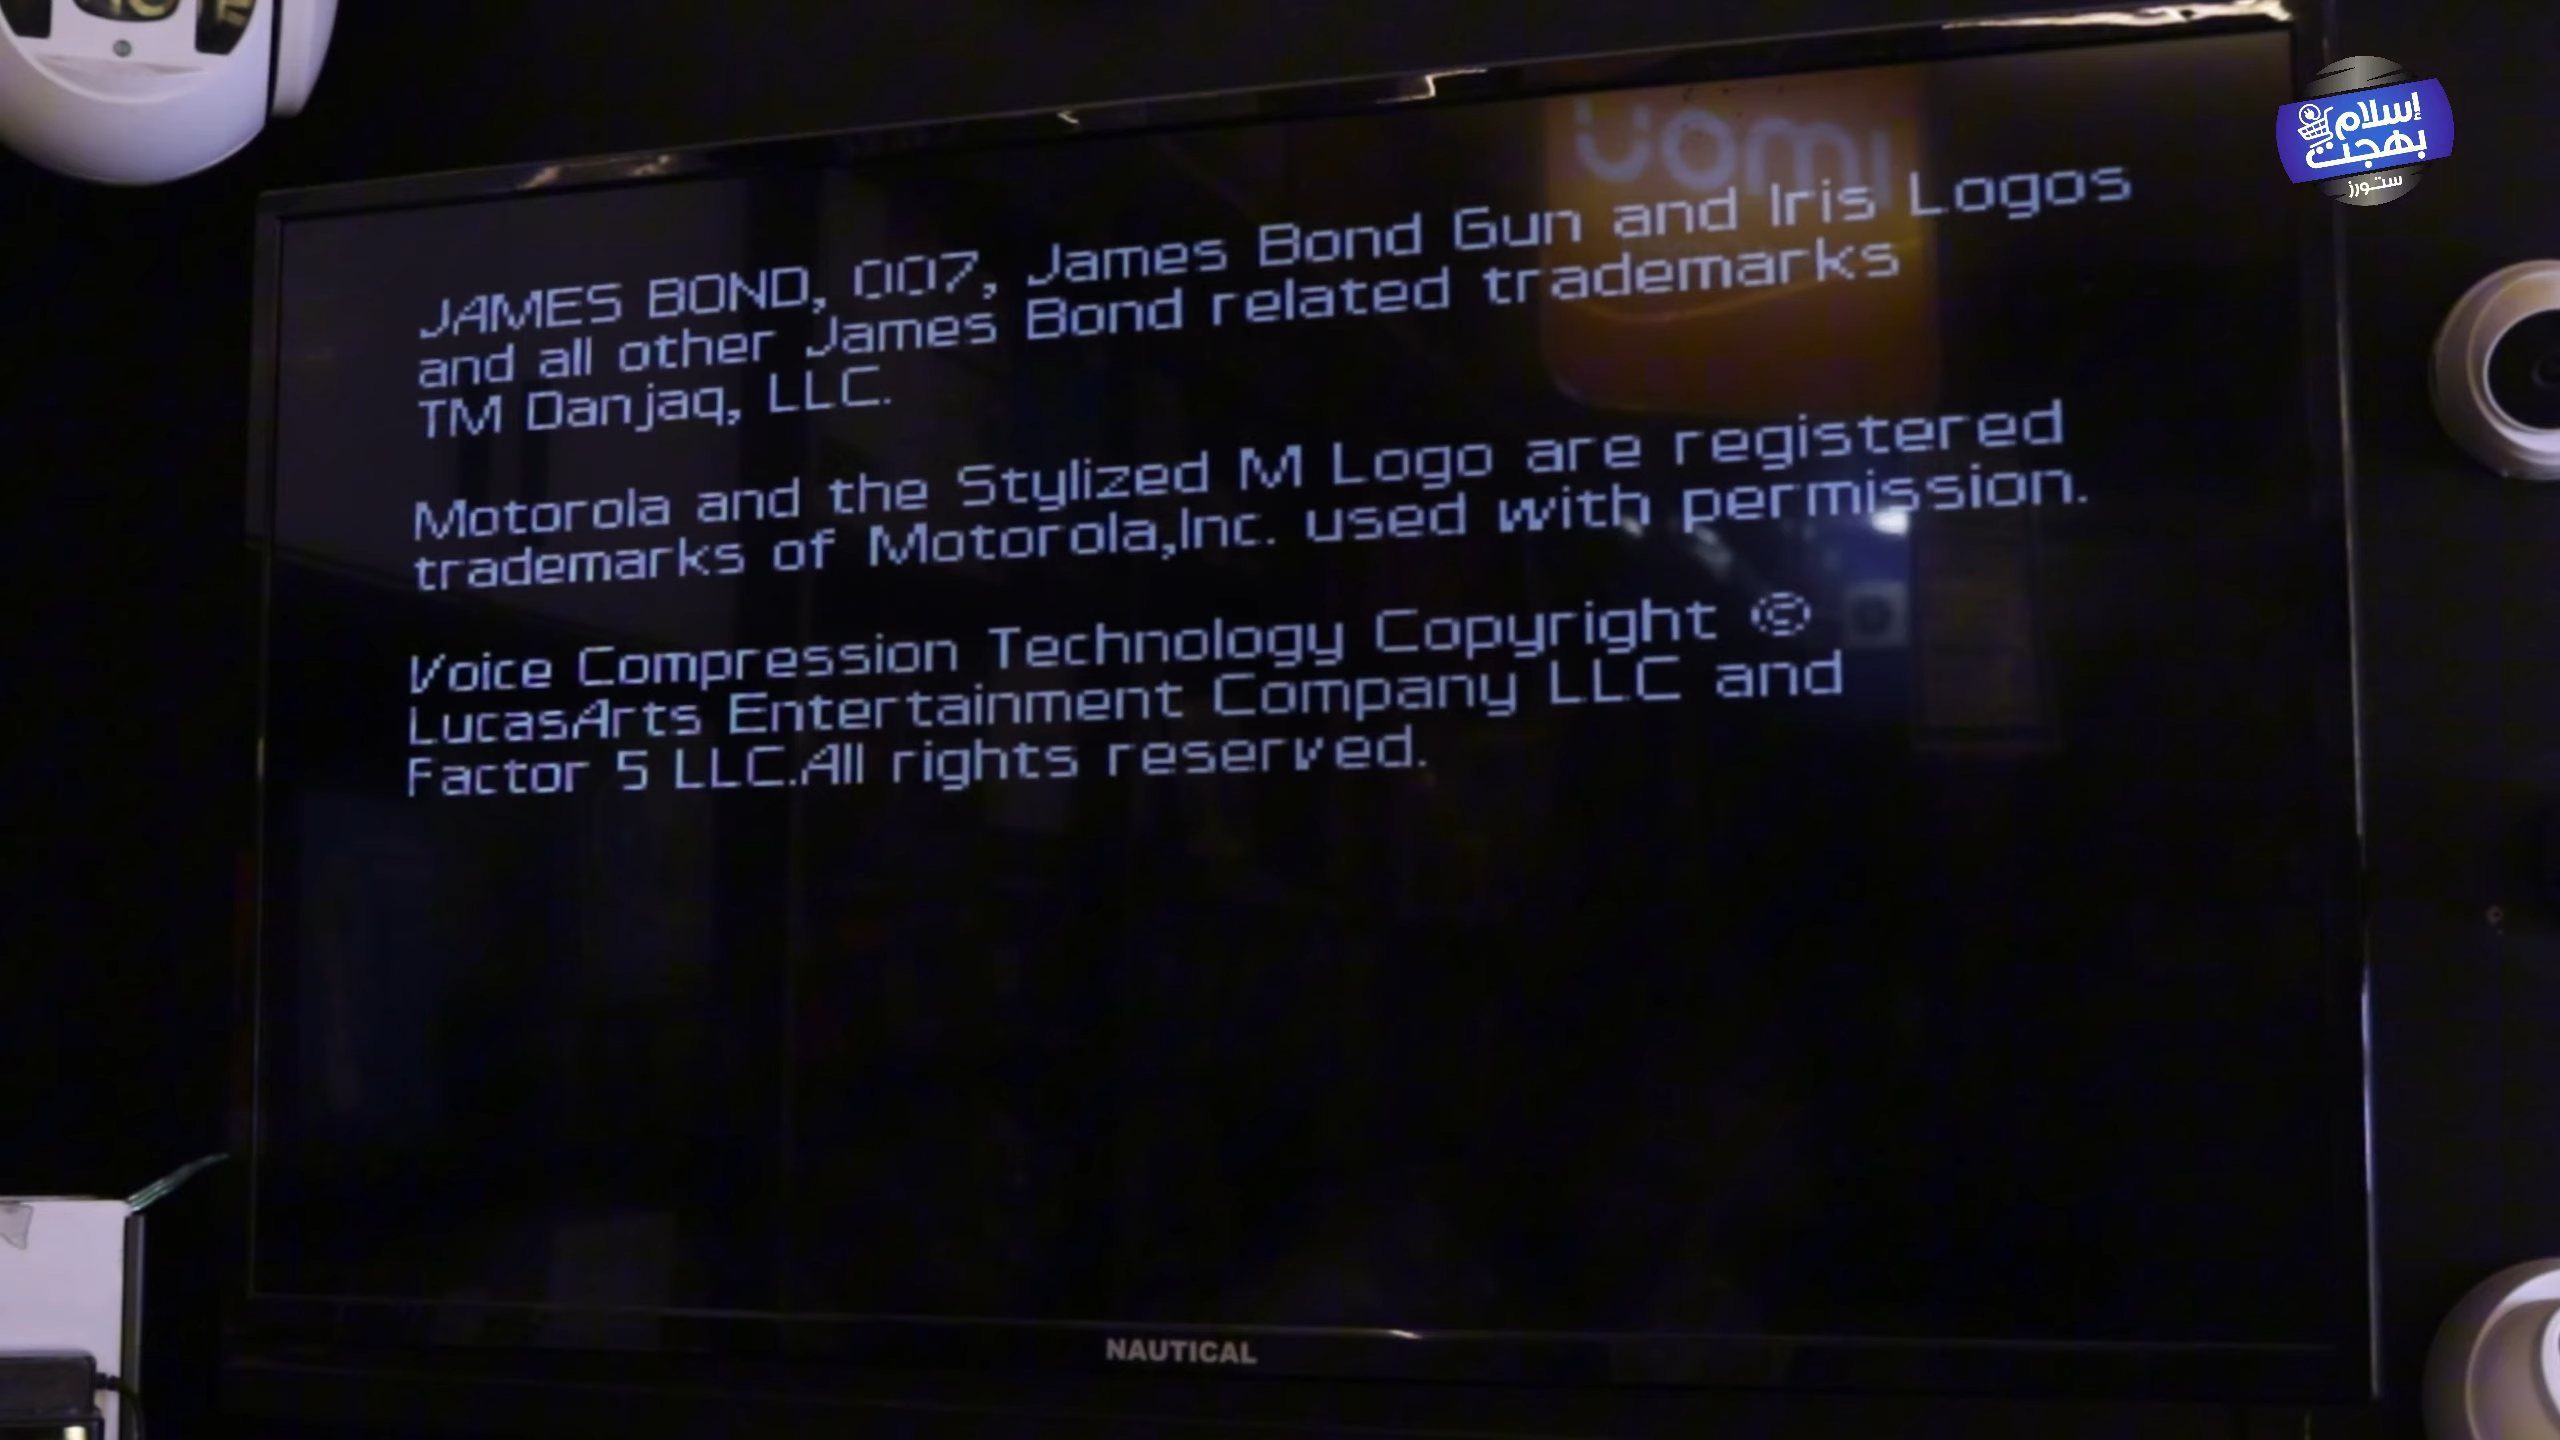 JAMES BOND, 007, James Bond Gun and Iris Logos
and all other James Bond related trademarks
TM Danjaq, LLC.
Motorola and the Stylized M Logo are registered
trademarks of Motorola,Inc. used with permission.
Voice Compression Technology Copyright ©
LucasArts Entertainment Company LLC and
Factor 5 LLC.All rights reserved.
NAUTICAL
إسلام
بهجت
ستورز